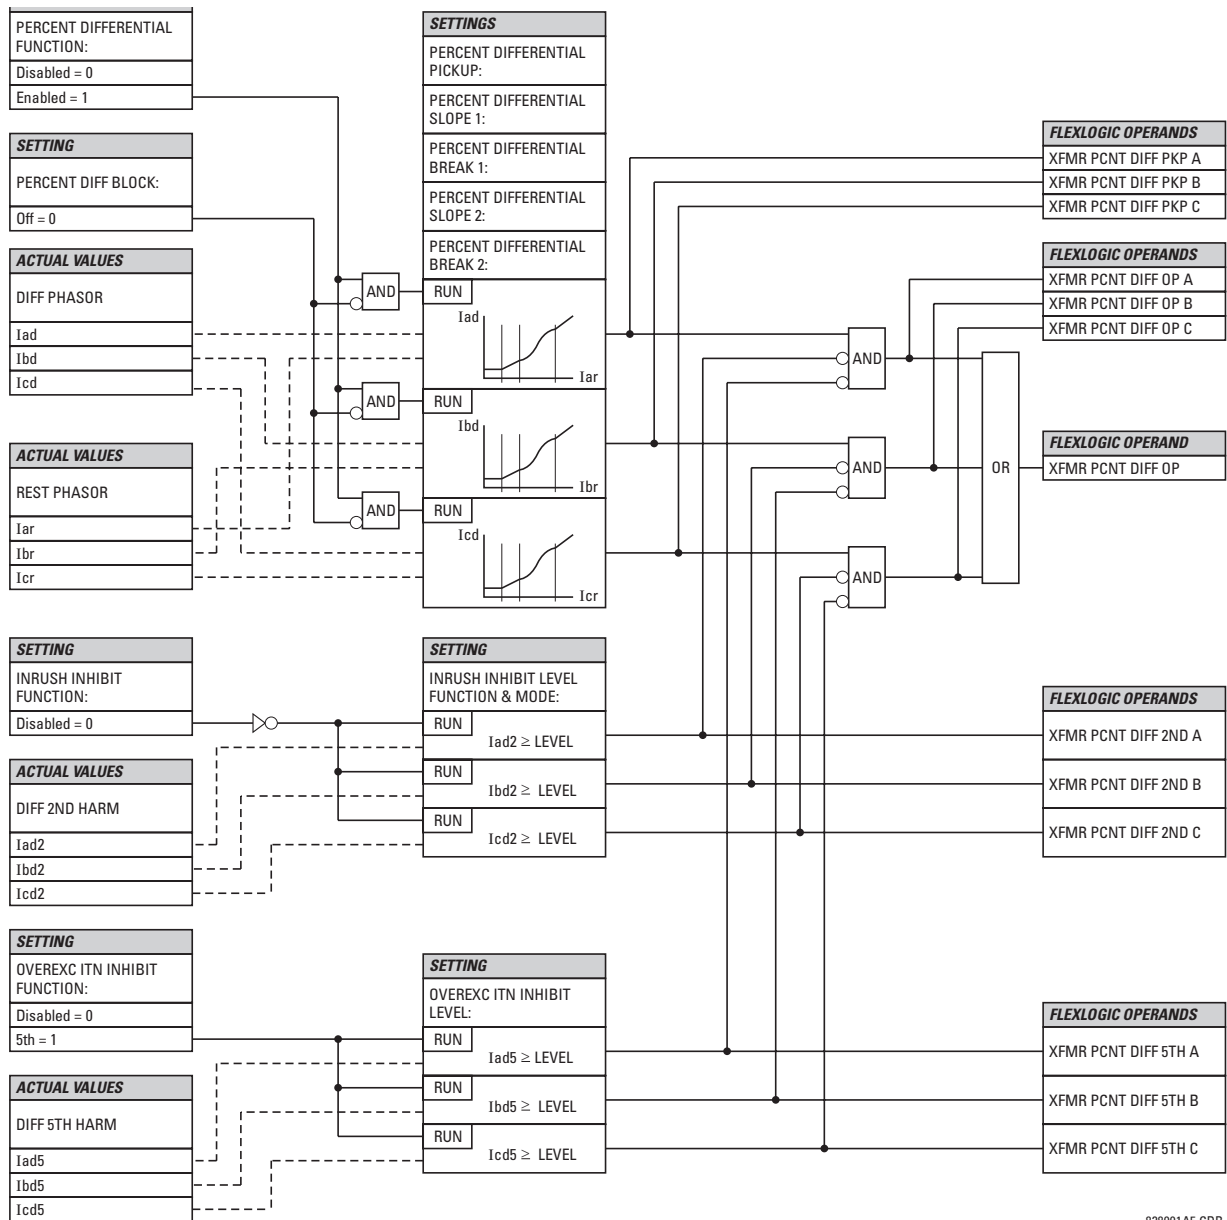 PERCENT DIFFERENTIAL
FUNCTION:
Disabled = 0
Enabled = 1
SETTING
PERCENT DIFF BLOCK:
Off = 0
ACTUAL VALUES
DIFF PHASOR
Iad
Ibd
Icd
ACTUAL VALUES
REST PHASOR
Iar
Ibr
Icr
SETTING
INRUSH INHIBIT
FUNCTION:
Disabled = 0
ACTUAL VALUES
DIFF 2ND HARM
Iad2
Ibd2
Icd2
SETTING
OVEREXC ITN INHIBIT
FUNCTION:
Disabled = 0
5th = 1
ACTUAL VALUES
DIFF 5TH HARM
Iad5
Ibd5
Icd5
AND
AND
AND
SETTINGS
PERCENT DIFFERENTIAL
PICKUP:
PERCENT DIFFERENTIAL
SLOPE 1:
PERCENT DIFFERENTIAL
BREAK 1:
PERCENT DIFFERENTIAL
SLOPE 2:
PERCENT DIFFERENTIAL
BREAK 2:
RUN
Iad
Iar
RUN
Ibd
Ibr
RUN
Icd
Icr
SETTING
INRUSH INHIBIT LEVEL
FUNCTION & MODE:
RUN
Iad2 ≥ LEVEL
RUN
Ibd2 ≥ LEVEL
RUN
Icd2 ≥ LEVEL
SETTING
OVEREXC ITN INHIBIT
LEVEL:
RUN
Iad5 ≥ LEVEL
RUN
Ibd5 ≥ LEVEL
RUN
Icd5 ≥ LEVEL
AND
AND
AND
OR
FLEXLOGIC OPERANDS
XFMR PCNT DIFF PKP A
XFMR PCNT DIFF PKP B
XFMR PCNT DIFF PKP C
FLEXLOGIC OPERANDS
XFMR PCNT DIFF OP A
XFMR PCNT DIFF OP B
XFMR PCNT DIFF OP C
FLEXLOGIC OPERAND
XFMR PCNT DIFF OP
FLEXLOGIC OPERANDS
XFMR PCNT DIFF 2ND A
XFMR PCNT DIFF 2ND B
XFMR PCNT DIFF 2ND C
FLEXLOGIC OPERANDS
XFMR PCNT DIFF 5TH A
XFMR PCNT DIFF 5TH B
XFMR PCNT DIFF 5TH C